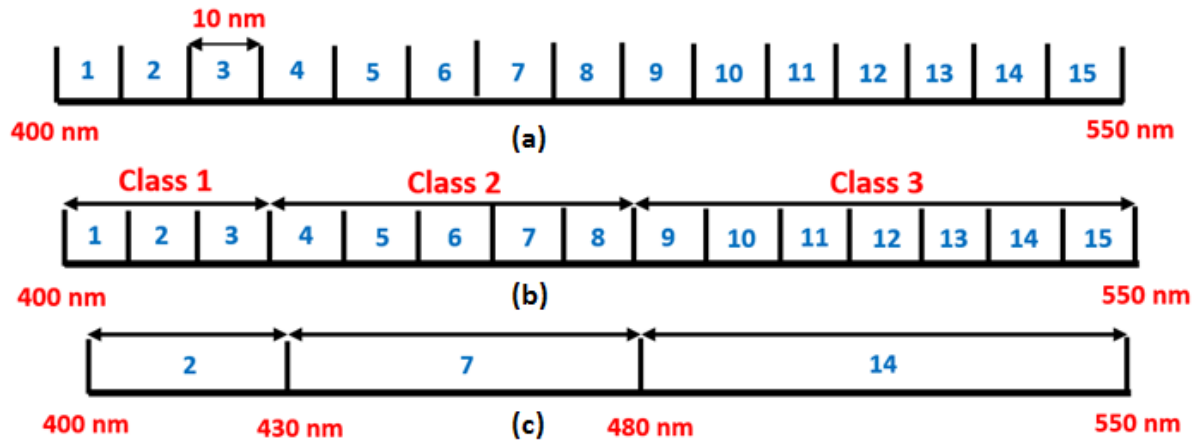 10 nm
1 2 3 4 5 6 7 8 9 10 11 12 13 14 15
400 nm (a) 550 nm
Class 1 Class 2 Class 3
1 2 3 4 5 6 7 8 9 10 11 12 13 14 15
400 nm (b) 550 nm
2 7 14
400 nm 430 nm (c) 480 nm 550 nm